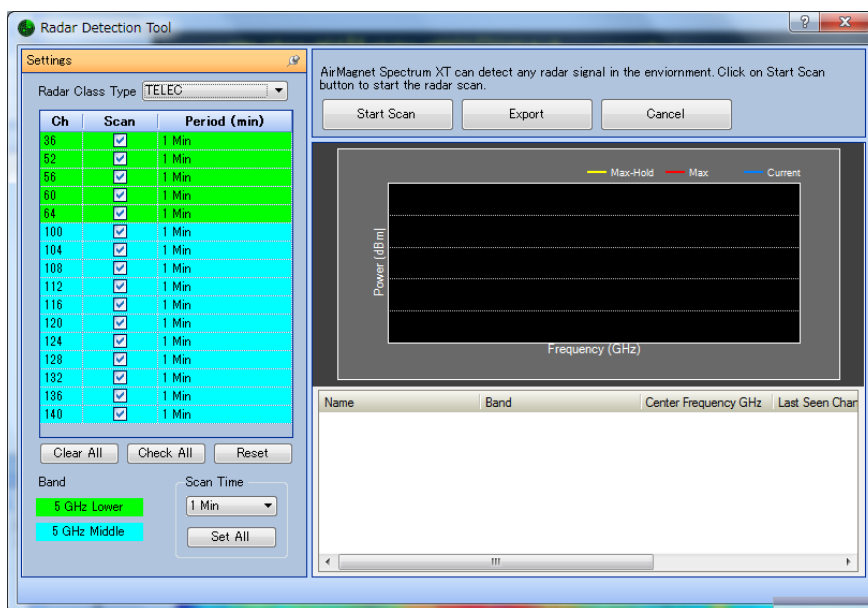 Radar Detection Tool
Settings
Radar Class Type TELEC
Ch Scan Period (min)
36 1 Min
52 1 Min
56 1 Min
60 1 Min
64 1 Min
100 1 Min
104 1 Min
108 1 Min
112 1 Min
116 1 Min
120 1 Min
124 1 Min
128 1 Min
132 1 Min
136 1 Min
140 1 Min
Clear All Check All Reset
Band
5 GHz Lower
5 GHz Middle
Scan Time
1 Min
Set All
AirMagnet Spectrum XT can detect any radar signal in the enviornment. Click on Start Scan
button to start the radar scan.
Start Scan Export Cancel
Max-Hold Max Current
Power (dBm)
Frequency (GHz)
Name Band Center Frequency GHz Last Seen Chan